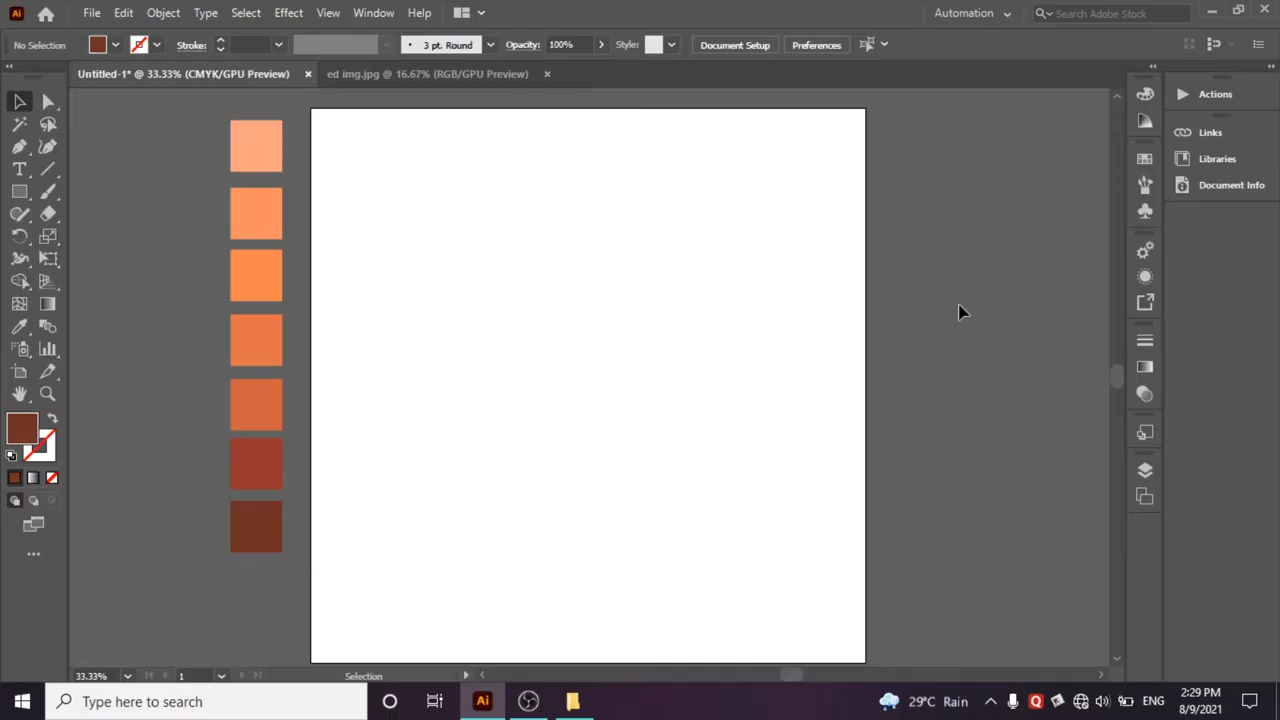 Ai File Edit Object Type Select Effect View Window Help Automation Search Adobe Stock
No Selection Stroke: 3 pt. Round Opacity: 100% Style: Document Setup Preferences
Untitled-1* @ 33.33% (CMYK/GPU Preview) × ed img.jpg @ 16.67% (RGB/GPU Preview) ×
Actions
Links
Libraries
Document Info
33.33% 1 Selection
Type here to search Ai 29°C Rain Q ENG 2:29 PM
8/9/2021